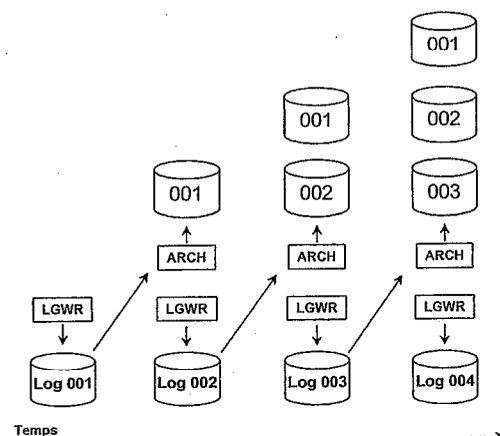 001
001
002
001
002
003
ARCH
ARCH
ARCH
LGWR
LGWR
LGWR
LGWR
Log 001
Log 002
Log 003
Log 004
Temps